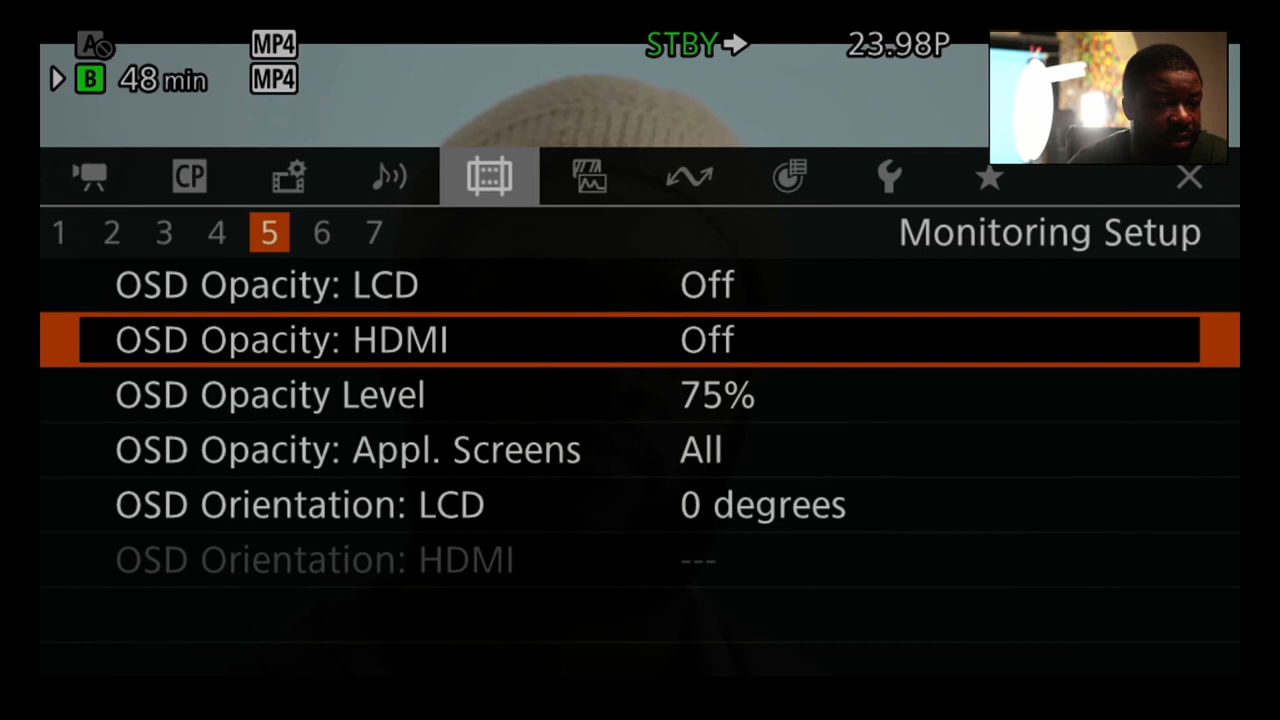 A MP4 STBY 23.98P
B 48 min MP4
CP
1 2 3 4 5 6 7 Monitoring Setup
OSD Opacity: LCD Off
OSD Opacity: HDMI Off
OSD Opacity Level 75%
OSD Opacity: Appl. Screens All
OSD Orientation: LCD 0 degrees
OSD Orientation: HDMI ---